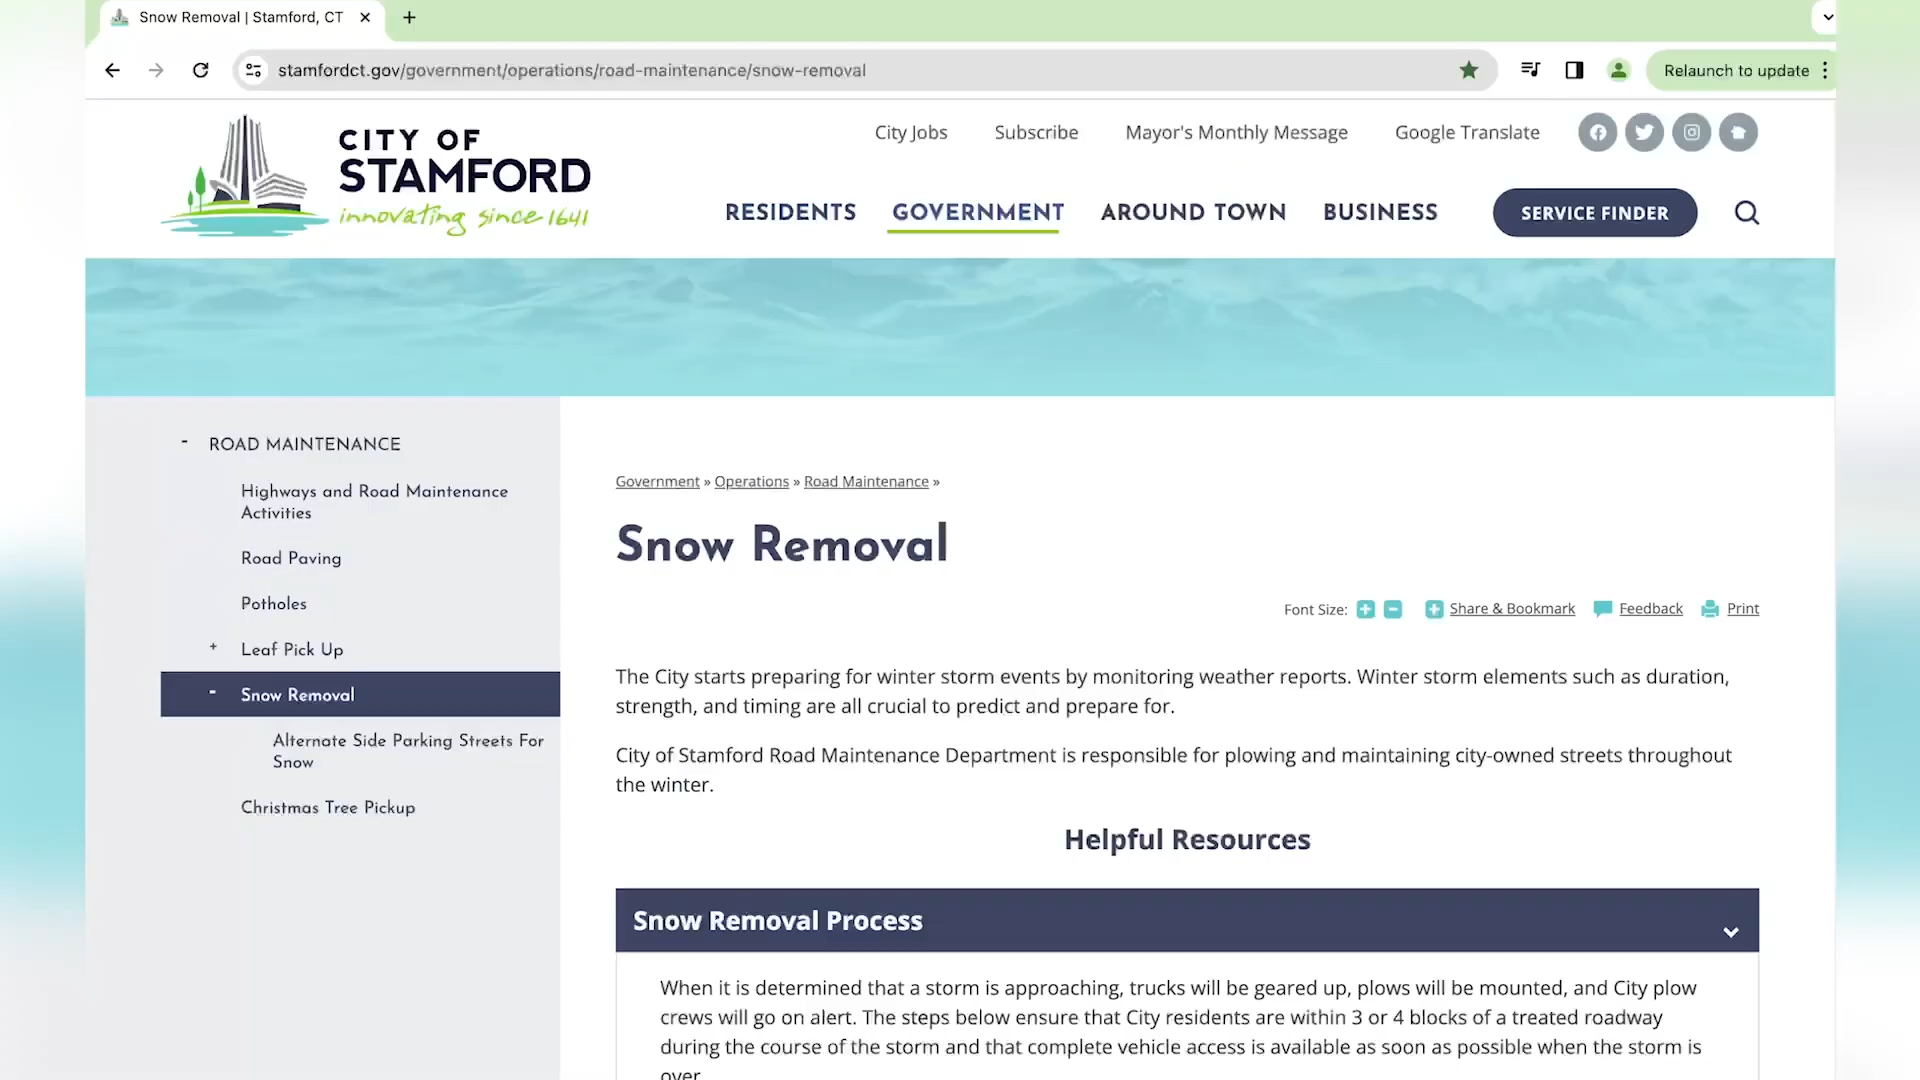 Snow Removal | Stamford, CT
stamfordct.gov/government/operations/road-maintenance/snow-removal
Relaunch to update
CITY OF
STAMFORD
innovating since 1641
City Jobs
Subscribe
Mayor's Monthly Message
Google Translate
RESIDENTS
GOVERNMENT
AROUND TOWN
BUSINESS
SERVICE FINDER
- ROAD MAINTENANCE
Highways and Road Maintenance
Activities
Road Paving
Potholes
+ Leaf Pick Up
- Snow Removal
Alternate Side Parking Streets For
Snow
Christmas Tree Pickup
Government » Operations » Road Maintenance »
Snow Removal
Font Size: + - Share & Bookmark Feedback Print
The City starts preparing for winter storm events by monitoring weather reports. Winter storm elements such as duration,
strength, and timing are all crucial to predict and prepare for.
City of Stamford Road Maintenance Department is responsible for plowing and maintaining city-owned streets throughout
the winter.
Helpful Resources
Snow Removal Process
When it is determined that a storm is approaching, trucks will be geared up, plows will be mounted, and City plow
crews will go on alert. The steps below ensure that City residents are within 3 or 4 blocks of a treated roadway
during the course of the storm and that complete vehicle access is available as soon as possible when the storm is
over.